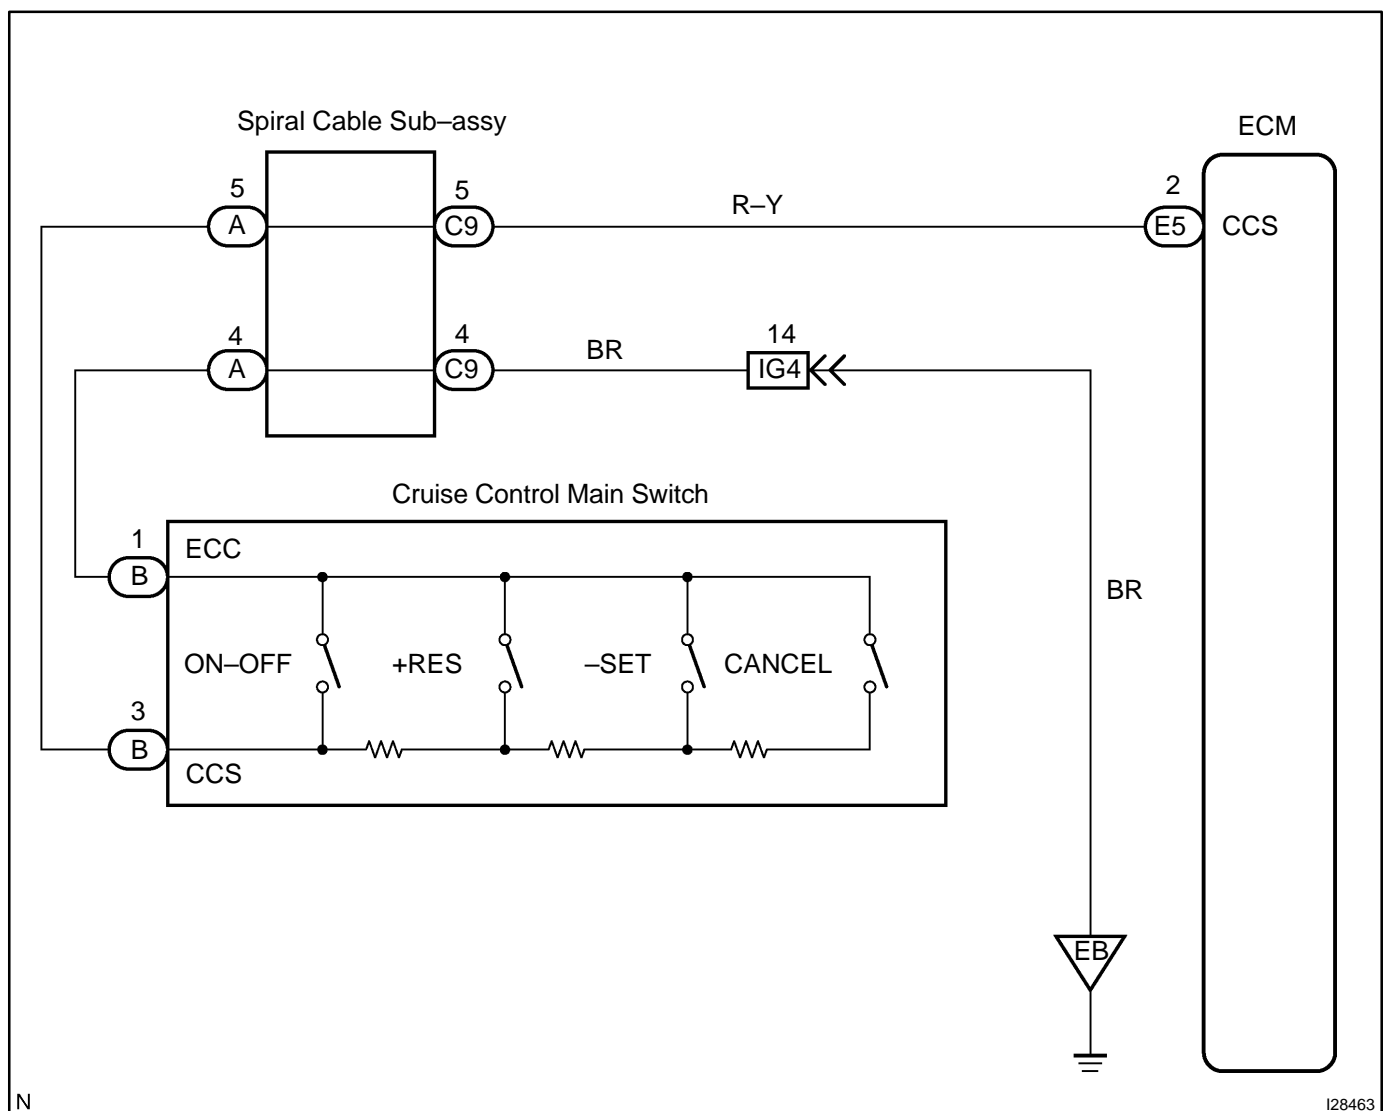 Spiral Cable Sub–assy
ECM
5
5
2
A
C9
R–Y
E5
CCS
4
4
14
A
C9
BR
IG4
Cruise Control Main Switch
1
ECC
B
BR
ON–OFF
+RES
–SET
CANCEL
3
B
CCS
EB
N
I28463